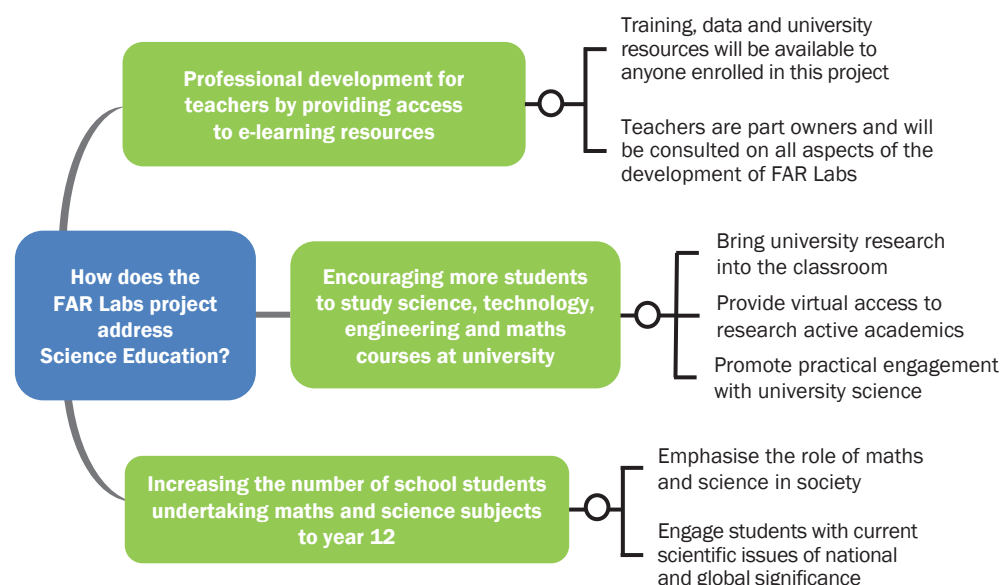 Professional development for
teachers by providing access
to e-learning resources
Training, data and university
resources will be available to
anyone enrolled in this project
Teachers are part owners and will
be consulted on all aspects of the
development of FAR Labs
How does the
FAR Labs project
address
Science Education?
Encouraging more students
to study science, technology,
engineering and maths
courses at university
Bring university research
into the classroom
Provide virtual access to
research active academics
Promote practical engagement
with university science
Increasing the number of school students
undertaking maths and science subjects
to year 12
Emphasise the role of maths
and science in society
Engage students with current
scientific issues of national
and global significance